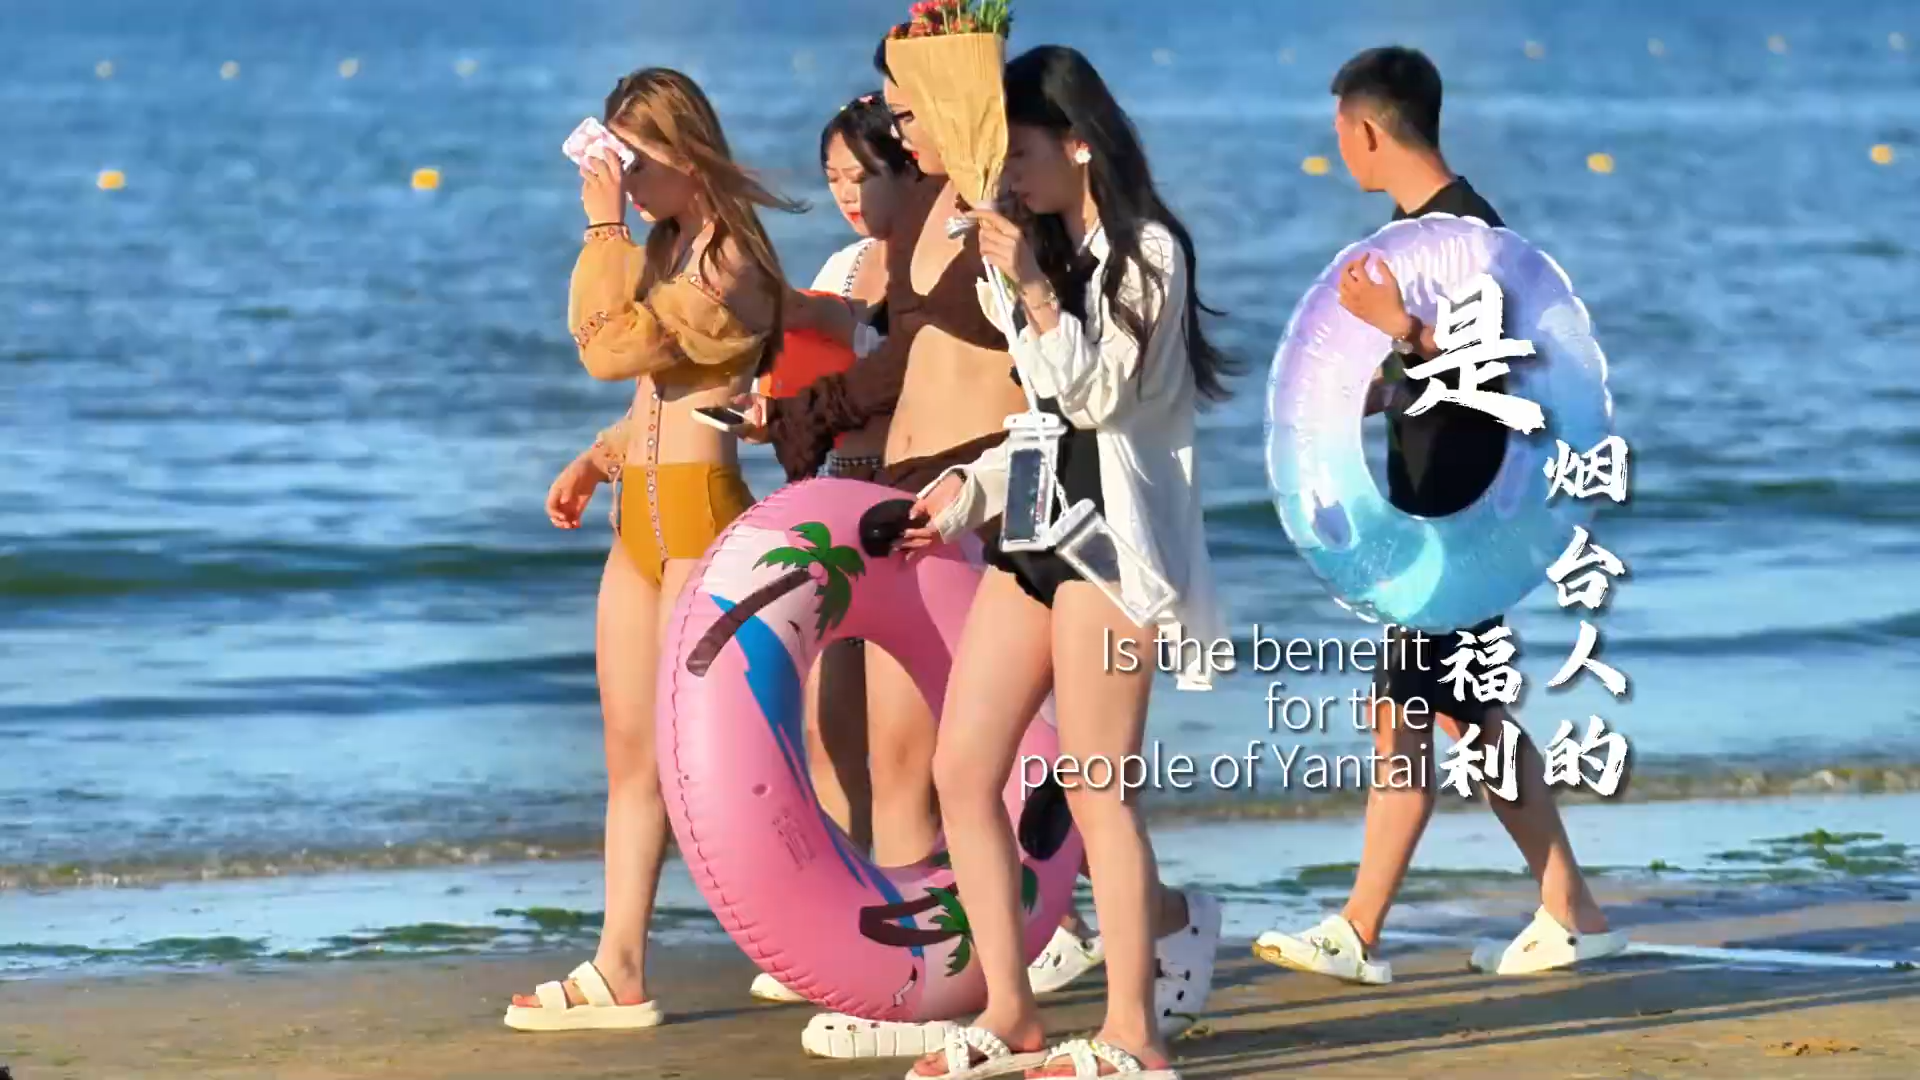 是
烟台人的
福利
Is the benefit
for the
people of Yantai